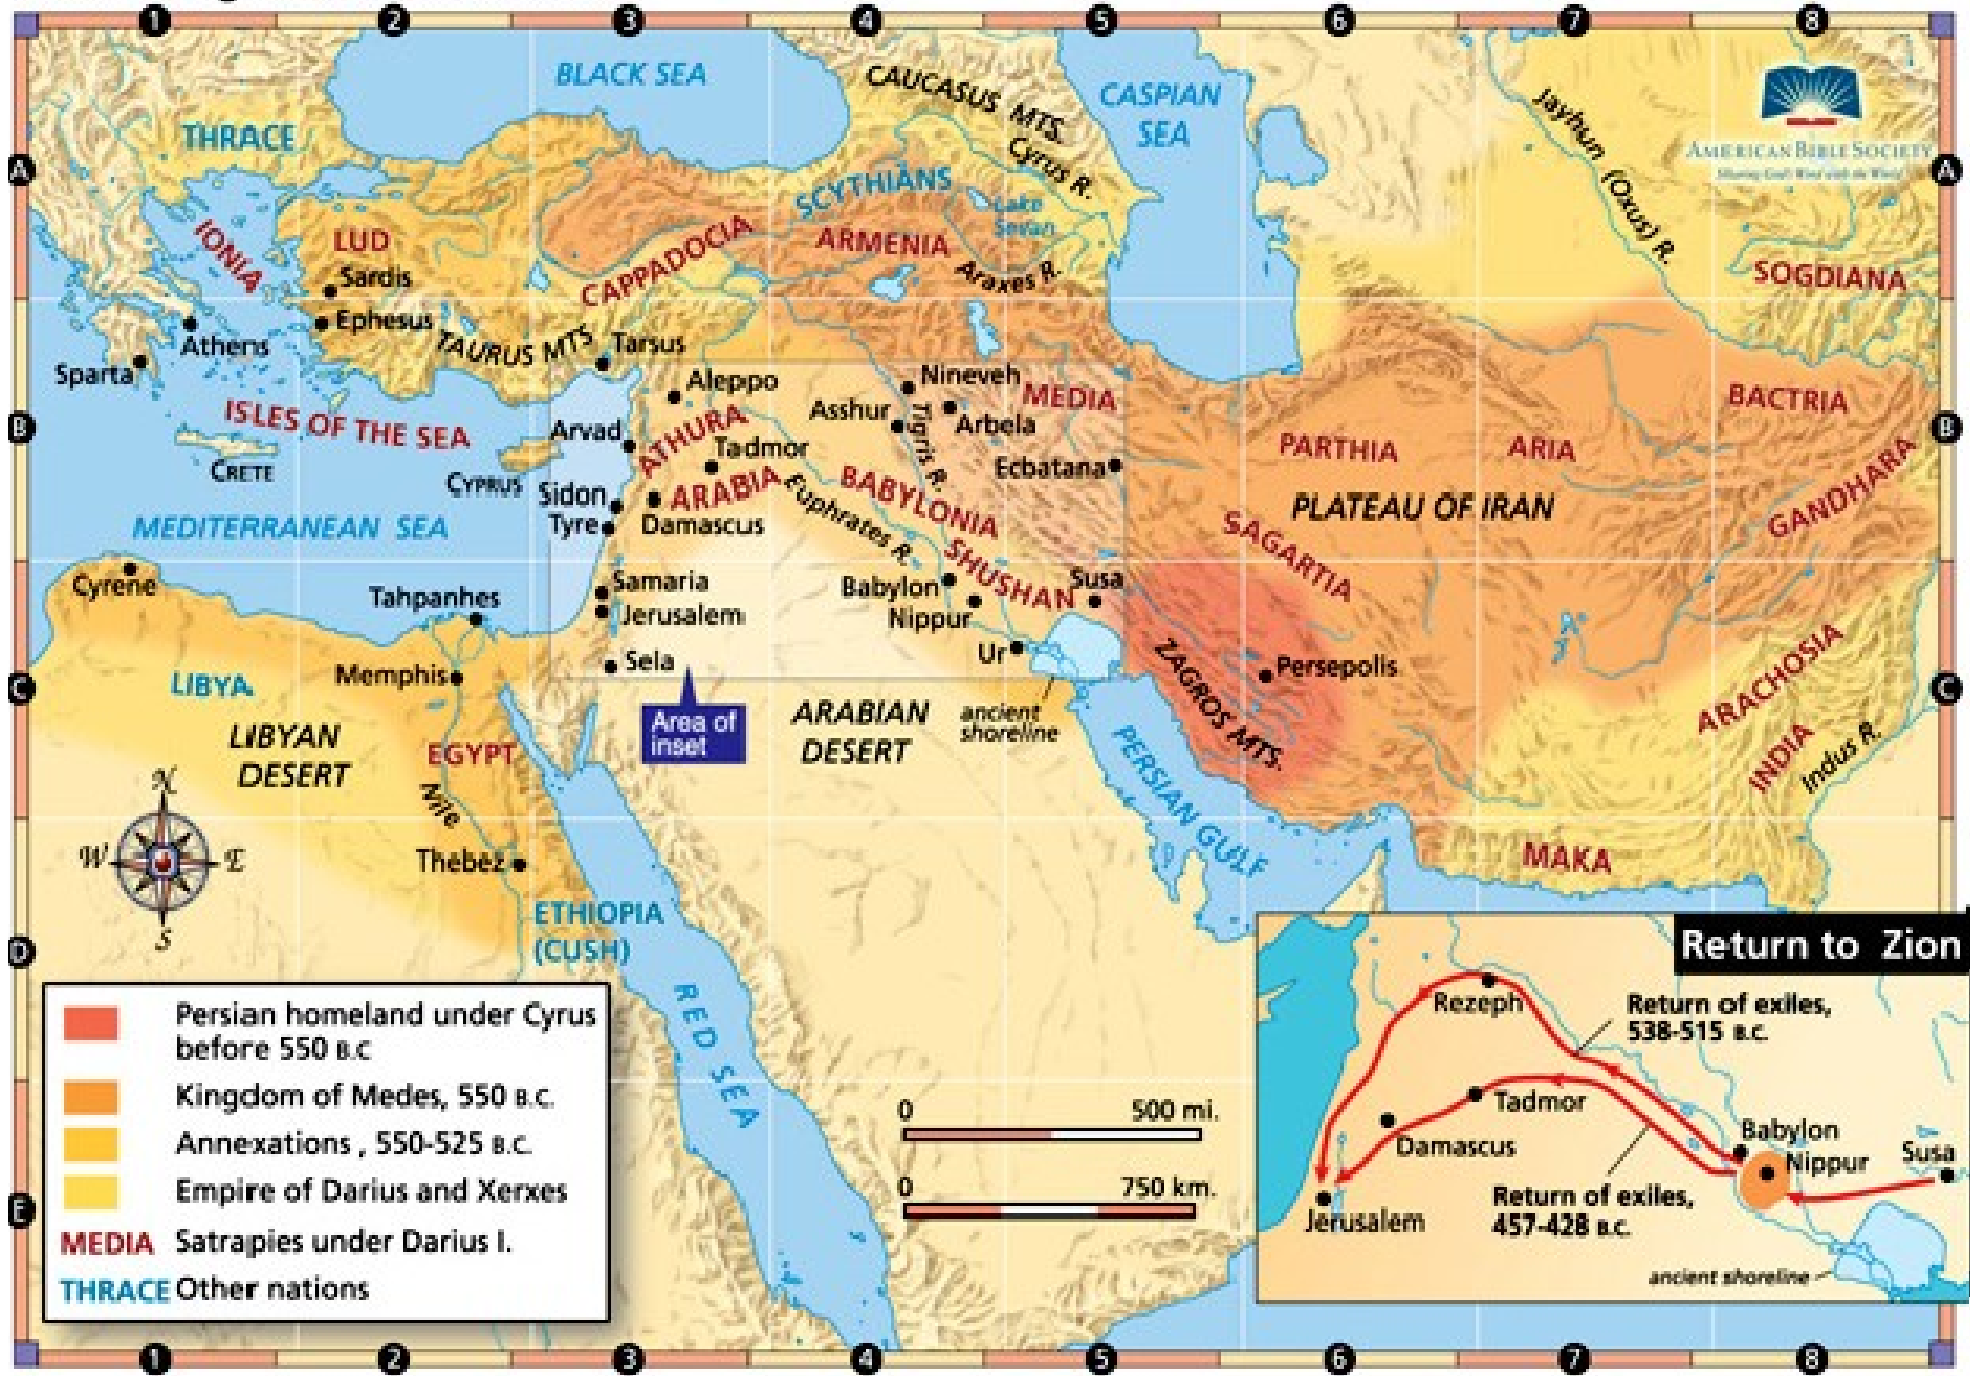 1 2 3 4 5 6 7 8
BLACK SEA
CAUCASUS MTS.
CASPIAN
SEA
Jayhun (Oxus) R.
AMERICAN BIBLE SOCIETY
THRACE
A
A
Cyrus R.
SCYTHIANS
Lake
Sevan
IONIA
LUD
CAPPADOCIA
ARMENIA
Araxes R.
SOGDIANA
Sardis
Ephesus
TAURUS MTS
Tarsus
Athens
Sparta
Aleppo
Nineveh
MEDIA
BACTRIA
ISLES OF THE SEA
Asshur
Tigris R.
Arbela
B
B
Arvad
ATHURA
Tadmor
PARTHIA
ARIA
CRETE
CYPRUS
Ecbatana
GANDHARA
Sidon
ARABIA
Euphrates R.
BABYLONIA
PLATEAU OF IRAN
MEDITERRANEAN SEA
Tyre
Damascus
SAGARTIA
SHUSHAN
Cyrene
Samaria
Babylon
Susa
Tahpanhes
Jerusalem
Nippur
Ur
ZAGROS MTS.
Persepolis
ARACHOSIA
Sela
LIBYA
Memphis
C
C
LIBYAN
DESERT
Area of
inset
ARABIAN
DESERT
ancient
shoreline
EGYPT
PERSIAN GULF
INDIA
Indus R.
N
W E
S
Nile
Thebez
MAKA
ETHIOPIA
(CUSH)
D
RED SEA
Persian homeland under Cyrus
before 550 B.C
Kingdom of Medes, 550 B.C.
Annexations , 550-525 B.C.
Empire of Darius and Xerxes
MEDIA Satrapies under Darius I.
THRACE Other nations
0 500 mi.
0 750 km.
E
Return to Zion
Rezeph
Return of exiles,
538-515 B.C.
Tadmor
Damascus
Babylon
Nippur
Susa
Return of exiles,
457-428 B.C.
Jerusalem
ancient shoreline
1 2 3 4 5 6 7 8